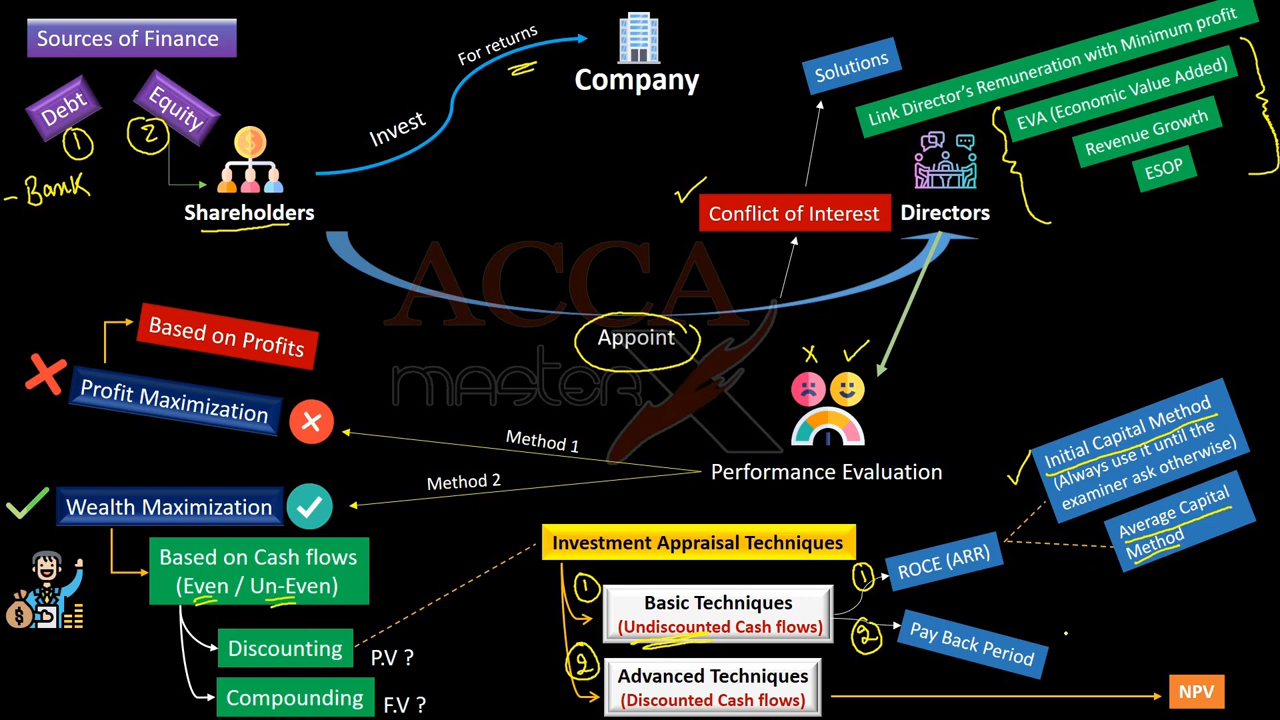 Sources of Finance
Debt
Equity
1
2
- Bank
Shareholders
Invest
For returns
Company
Solutions
Link Director's Remuneration with Minimum profit
EVA (Economic Value Added)
Revenue Growth
ESOP
Conflict of Interest
Directors
ACCA
master
X
Appoint
Based on Profits
Profit Maximization
Method 1
Method 2
Performance Evaluation
Wealth Maximization
Based on Cash flows
(Even / Un-Even)
Discounting
P.V ?
Compounding
F.V ?
Investment Appraisal Techniques
1
Basic Techniques
(Undiscounted Cash flows)
2
Advanced Techniques
(Discounted Cash flows)
1
ROCE (ARR)
2
Pay Back Period
Initial Capital Method
(Always use it until the
examiner ask otherwise)
Average Capital
Method
NPV